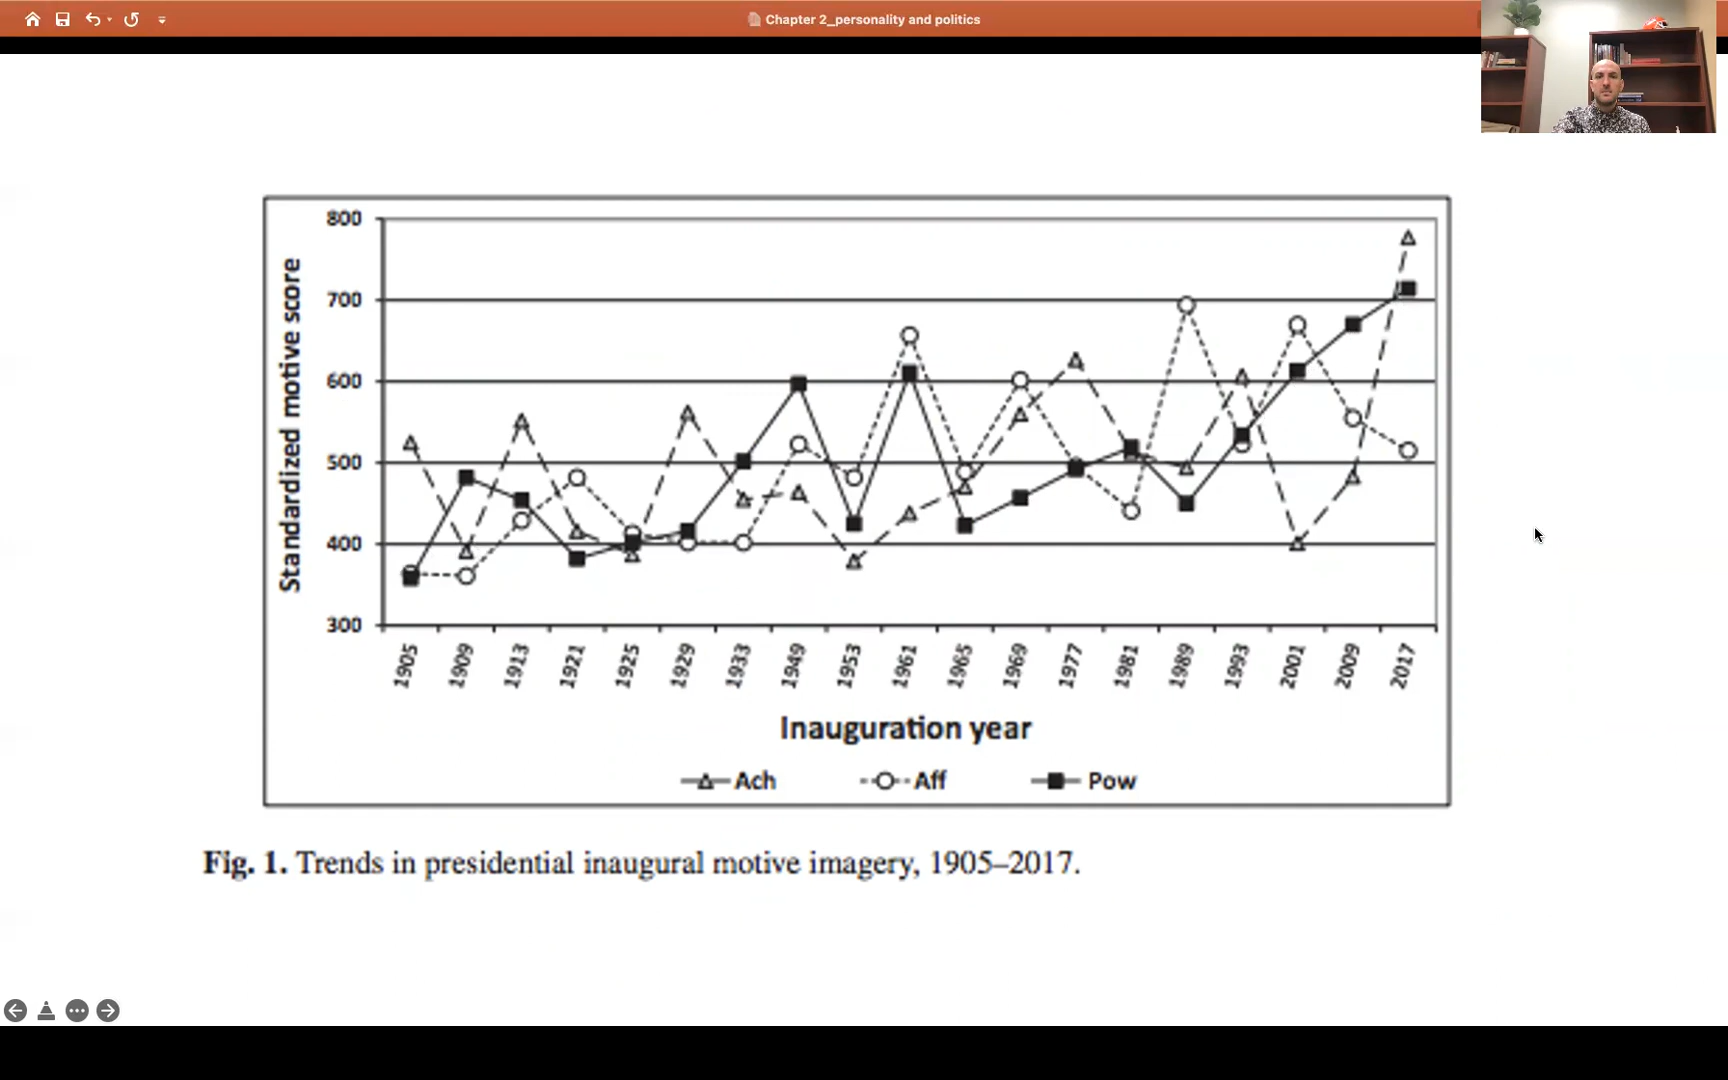 Chapter 2_personality and politics
800
700
600
500
400
300
Standardized motive score
1905 1909 1913 1921 1925 1929 1933 1949 1953 1961 1965 1969 1977 1981 1989 1993 2001 2009 2017
Inauguration year
Ach Aff Pow
Fig. 1. Trends in presidential inaugural motive imagery, 1905–2017.